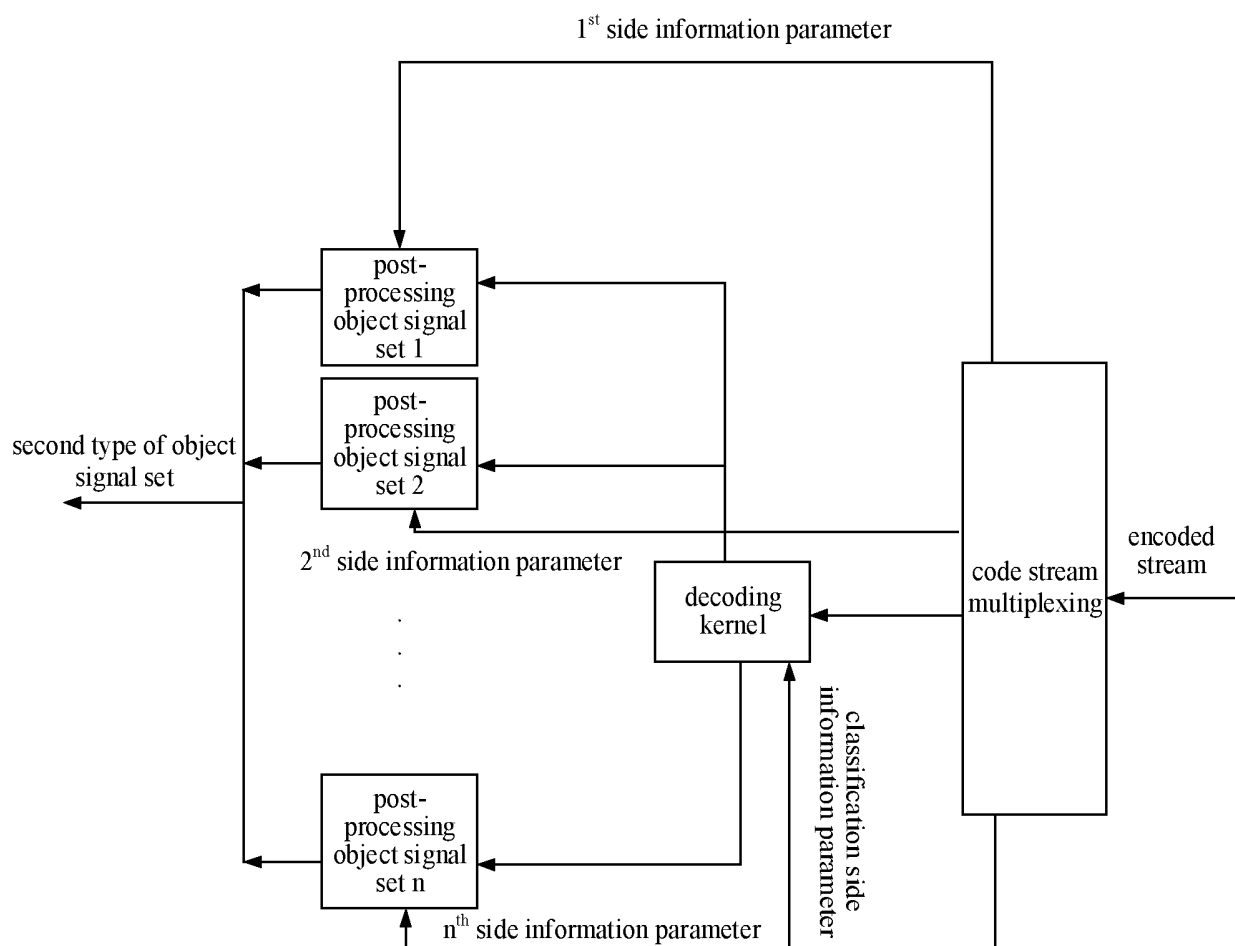 1st side information parameter
post-
processing
object signal
set 1
post-
processing
object signal
set 2
second type of object
signal set
2nd side information parameter
encoded
stream
code stream
multiplexing
decoding
kernel
.
.
.
classification side
information parameter
post-
processing
object signal
set n
nth side information parameter